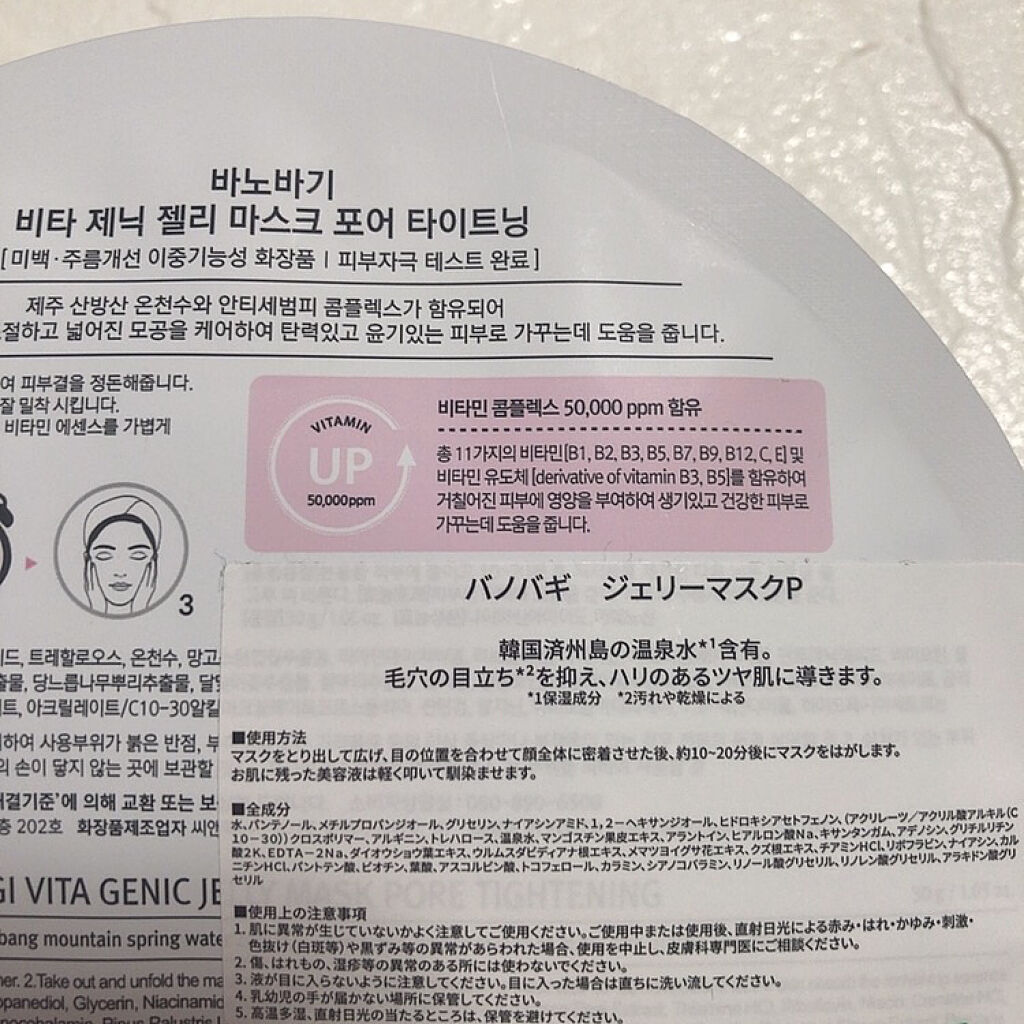 바노바기
비타 제닉 젤리 마스크 포어 타이트닝
[미백·주름개선 이중기능성 화장품 | 피부자극 테스트 완료]
제주 산방산 온천수와 안티세범피 콤플렉스가 함유되어
절하고 넓어진 모공을 케어하여 탄력있고 윤기있는 피부로 가꾸는데 도움을 줍니다.
여 피부결을 정돈해줍니다.
잘 밀착 시킵니다.
비타민 에센스를 가볍게
VITAMIN
UP
50,000ppm
비타민 콤플렉스 50,000 ppm 함유
총 11가지의 비타민[B1, B2, B3, B5, B7, B9, B12, C, E] 및
비타민 유도체 [derivative of vitamin B3, B5]를 함유하여
거칠어진 피부에 영양을 부여하여 생기있고 건강한 피부로
가꾸는데 도움을 줍니다.
3
드, 트레할로오스, 온천수, 망고
출물, 당느릅나무뿌리추출물, 달
트, 아크릴레이트/C10-30알킬
하여 사용부위가 붉은 반점, 부
의 손이 닿지 않는 곳에 보관할
해결기준'에 의해 교환 또는 보
층 202호 화장품제조업자 씨앤
GI VITA GENIC JELLY MASK PORE TIGHTENING
bang mountain spring wate
ner. 2.Take out and unfold the ma
opanediol, Glycerin, Niacinamid
バノバギ ジェリーマスクP
韓国済州島の温泉水*1含有。
毛穴の目立ち*2を抑え、ハリのあるツヤ肌に導きます。
*1保湿成分 *2汚れや乾燥による
■使用方法
マスクをとり出して広げ、目の位置を合わせて顔全体に密着させた後、約10~20分後にマスクをはがします。
お肌に残った美容液は軽く叩いて馴染ませます。
■全成分
水、パンテノール、メチルプロパンジオール、グリセリン、ナイアシンアミド、1,2-ヘキサンジオール、ヒドロキシアセトフェノン、(アクリレーツ/アクリル酸アルキル(C
10-30))クロスポリマー、アルギニン、トレハロース、温泉水、マンゴスチン果皮エキス、アラントイン、ヒアルロン酸Na、キサンタンガム、アデノシン、グリチルリチン
酸2K、EDTA-2Na、ダイオウショウ葉エキス、ウルムスダビディアナ根エキス、メマツヨイグサ花エキス、クズ根エキス、チアミンHCl、リボフラビン、ナイアシン、カル
ニチンHCl、パントテン酸、ビオチン、葉酸、アスコルビン酸、トコフェロール、カラミン、シアノコバラミン、リノール酸グリセリル、リノレン酸グリセリル、アラキドン酸グリ
セリル
■使用上の注意事項
1. 肌に異常が生じていないかよく注意してご使用ください。ご使用中または使用後、直射日光による赤み・はれ・かゆみ・刺激・
色抜け(白斑等)や黒ずみ等の異常があらわれた場合、使用を中止し、皮膚科専門医にご相談ください。
2. 傷、はれもの、湿疹等の異常のある所には使わないでください。
3. 液が目に入らないように注意してください。目に入った場合は直ちに洗い流してください。
4. 乳幼児の手が届かない場所に保管してください。
5. 高温多湿、直射日光の当たるところは、保管を避けてください。